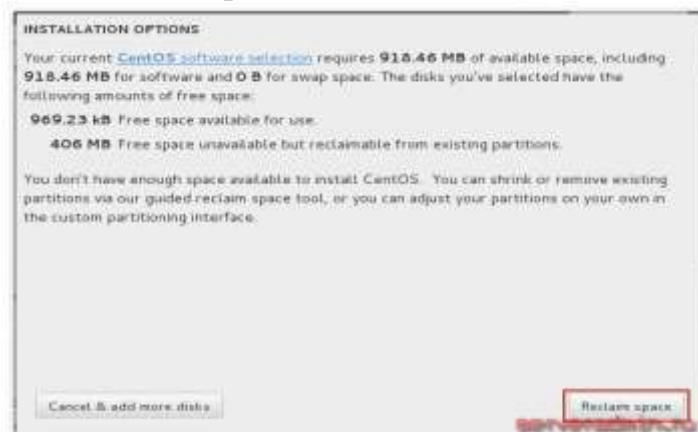 INSTALLATION OPTIONS
Your current CentOS software selection requires 918.46 MB of available space, including
918.46 MB for software and 0 B for swap space. The disks you've selected have the
following amounts of free space:
969.23 kB Free space available for use.
406 MB Free space unavailable but reclaimable from existing partitions.
You don't have enough space available to install CentOS. You can shrink or remove existing
partitions via our guided reclaim space tool, or you can adjust your partitions on your own in
the custom partitioning interface.
Cancel & add more disks
Reclaim space